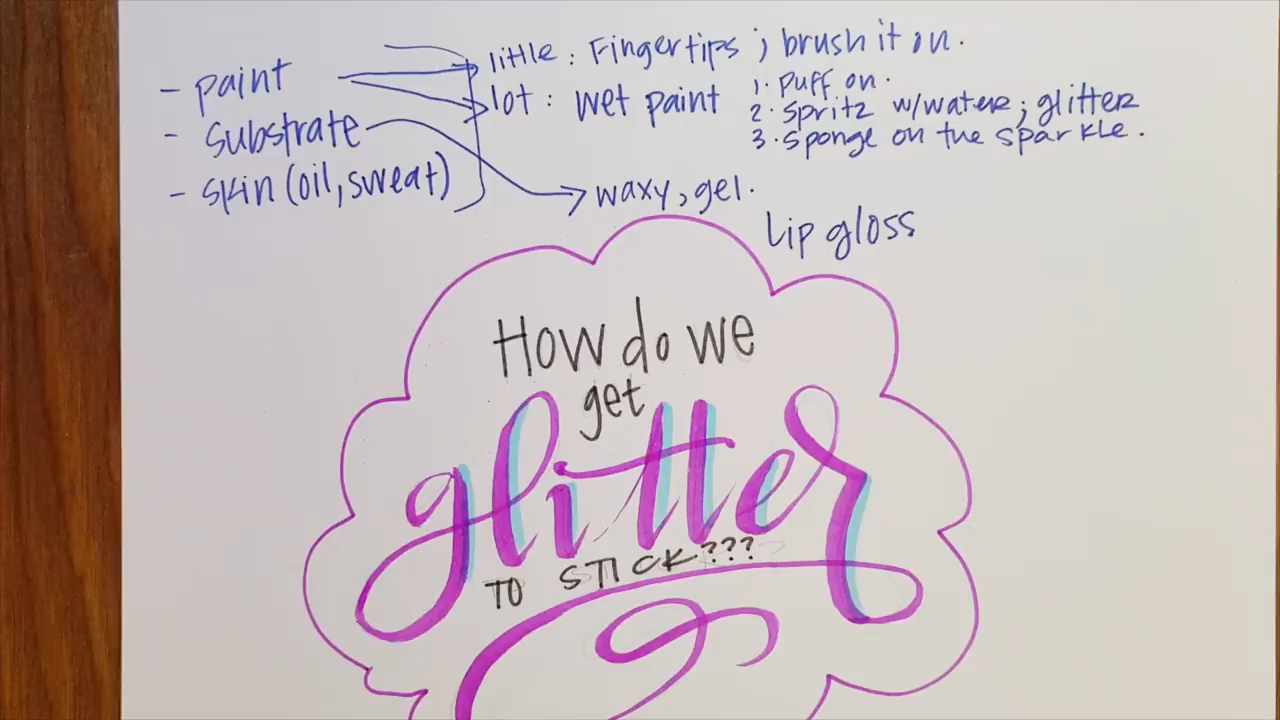 - paint
- substrate
- skin (oil, sweat)
little : Fingertips ; brush it on.
lot : wet paint
1. puff on.
2. spritz w/water ; glitter
3. sponge on the sparkle.
waxy, gel.
Lip gloss
How do we
get
glitter
TO STICK???